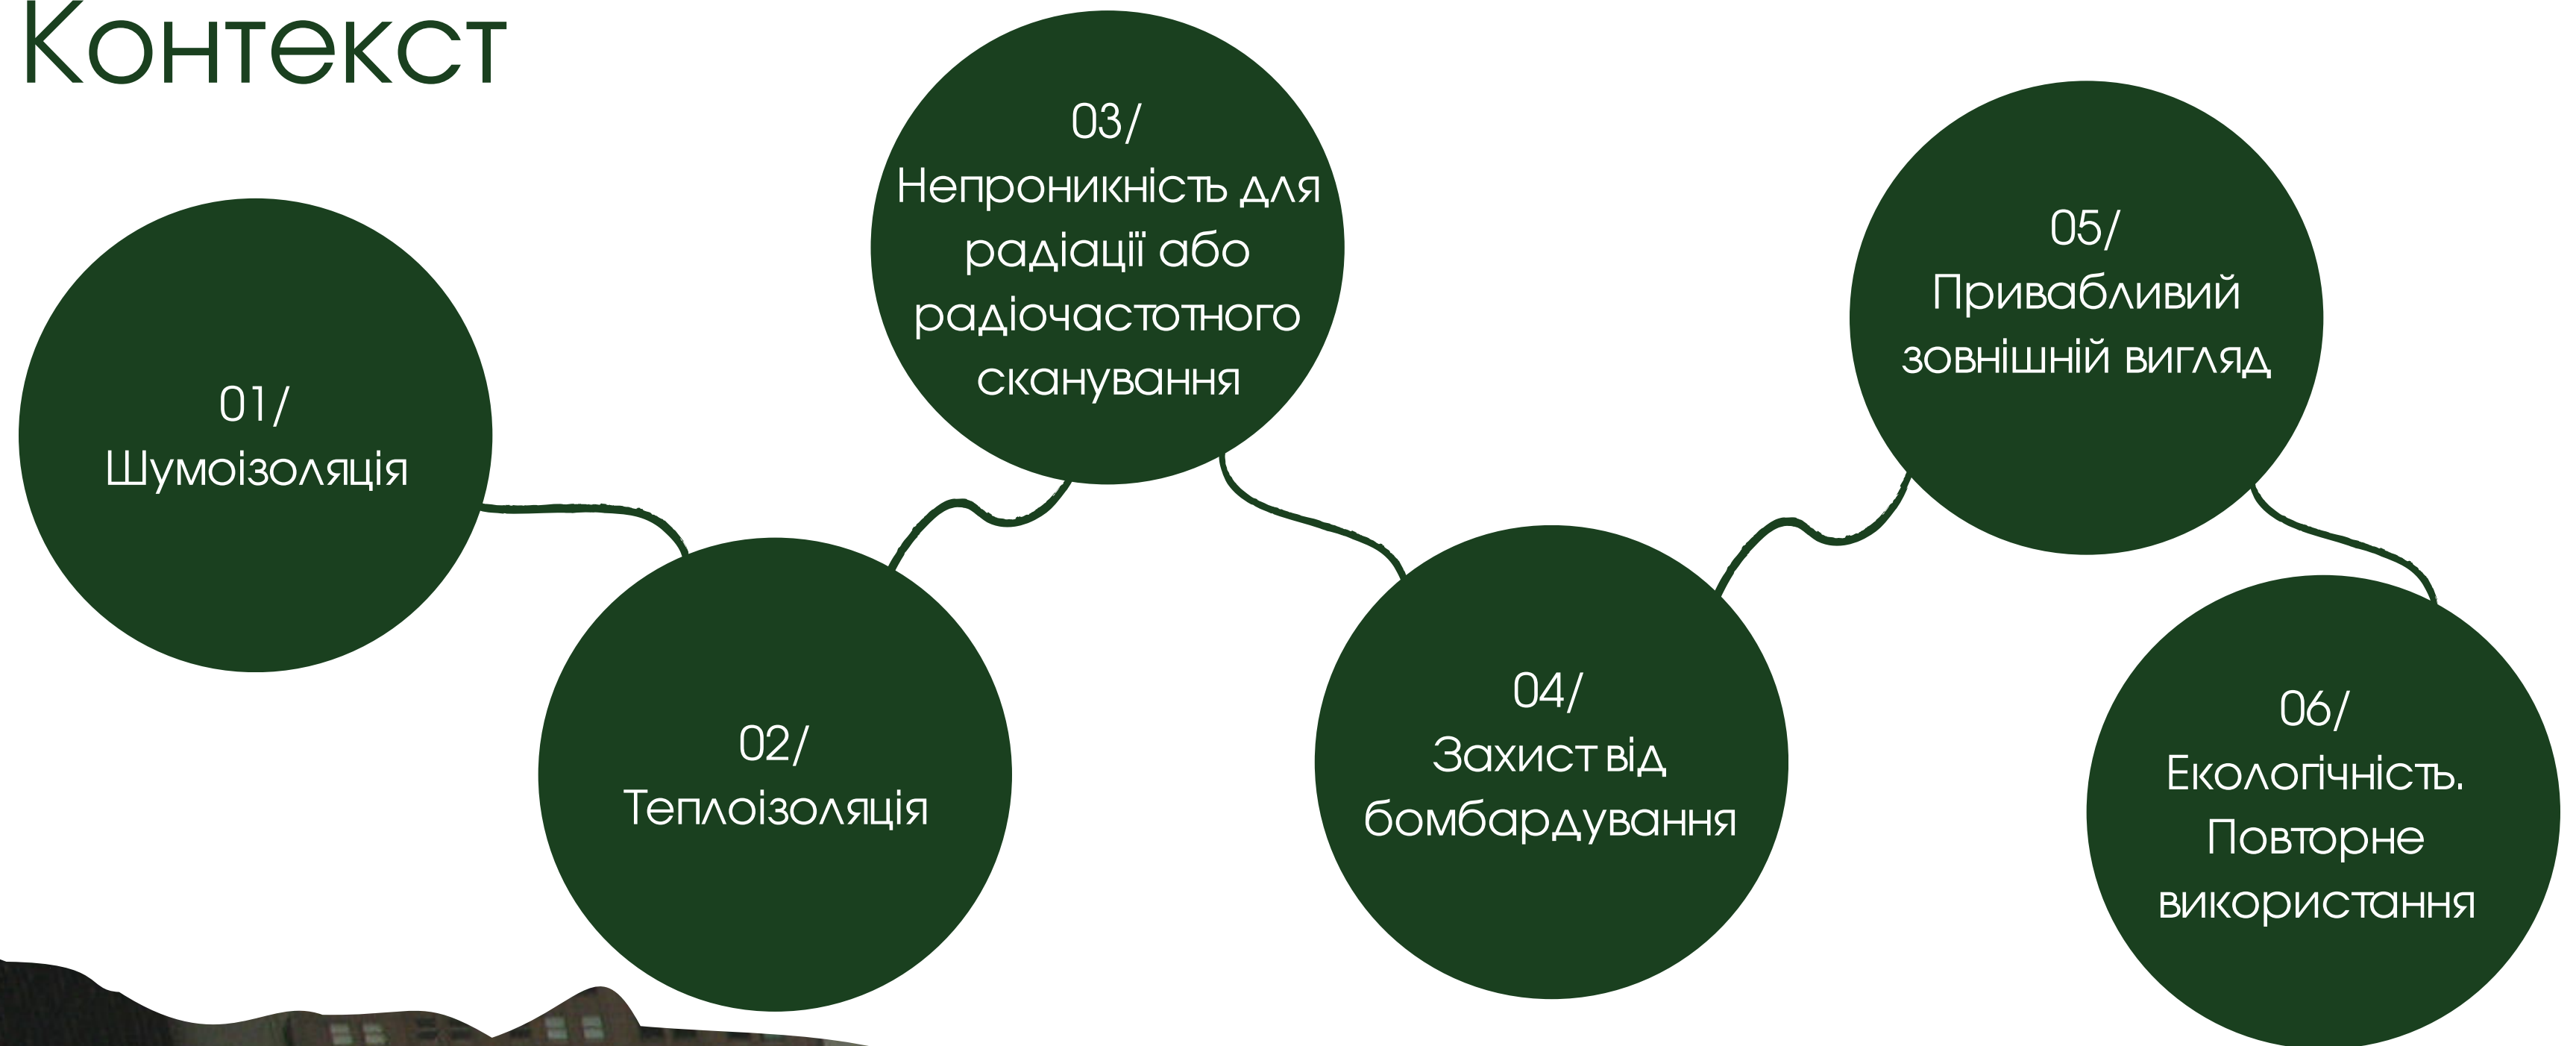 Контекст
01/
Шумоізоляція
02/
Теплоізоляція
03/
Непроникність для
радіації або
радіочастотного
сканування
04/
Захист від
бомбардування
05/
Привабливий
зовнішній вигляд
06/
Екологічність.
Повторне
використання